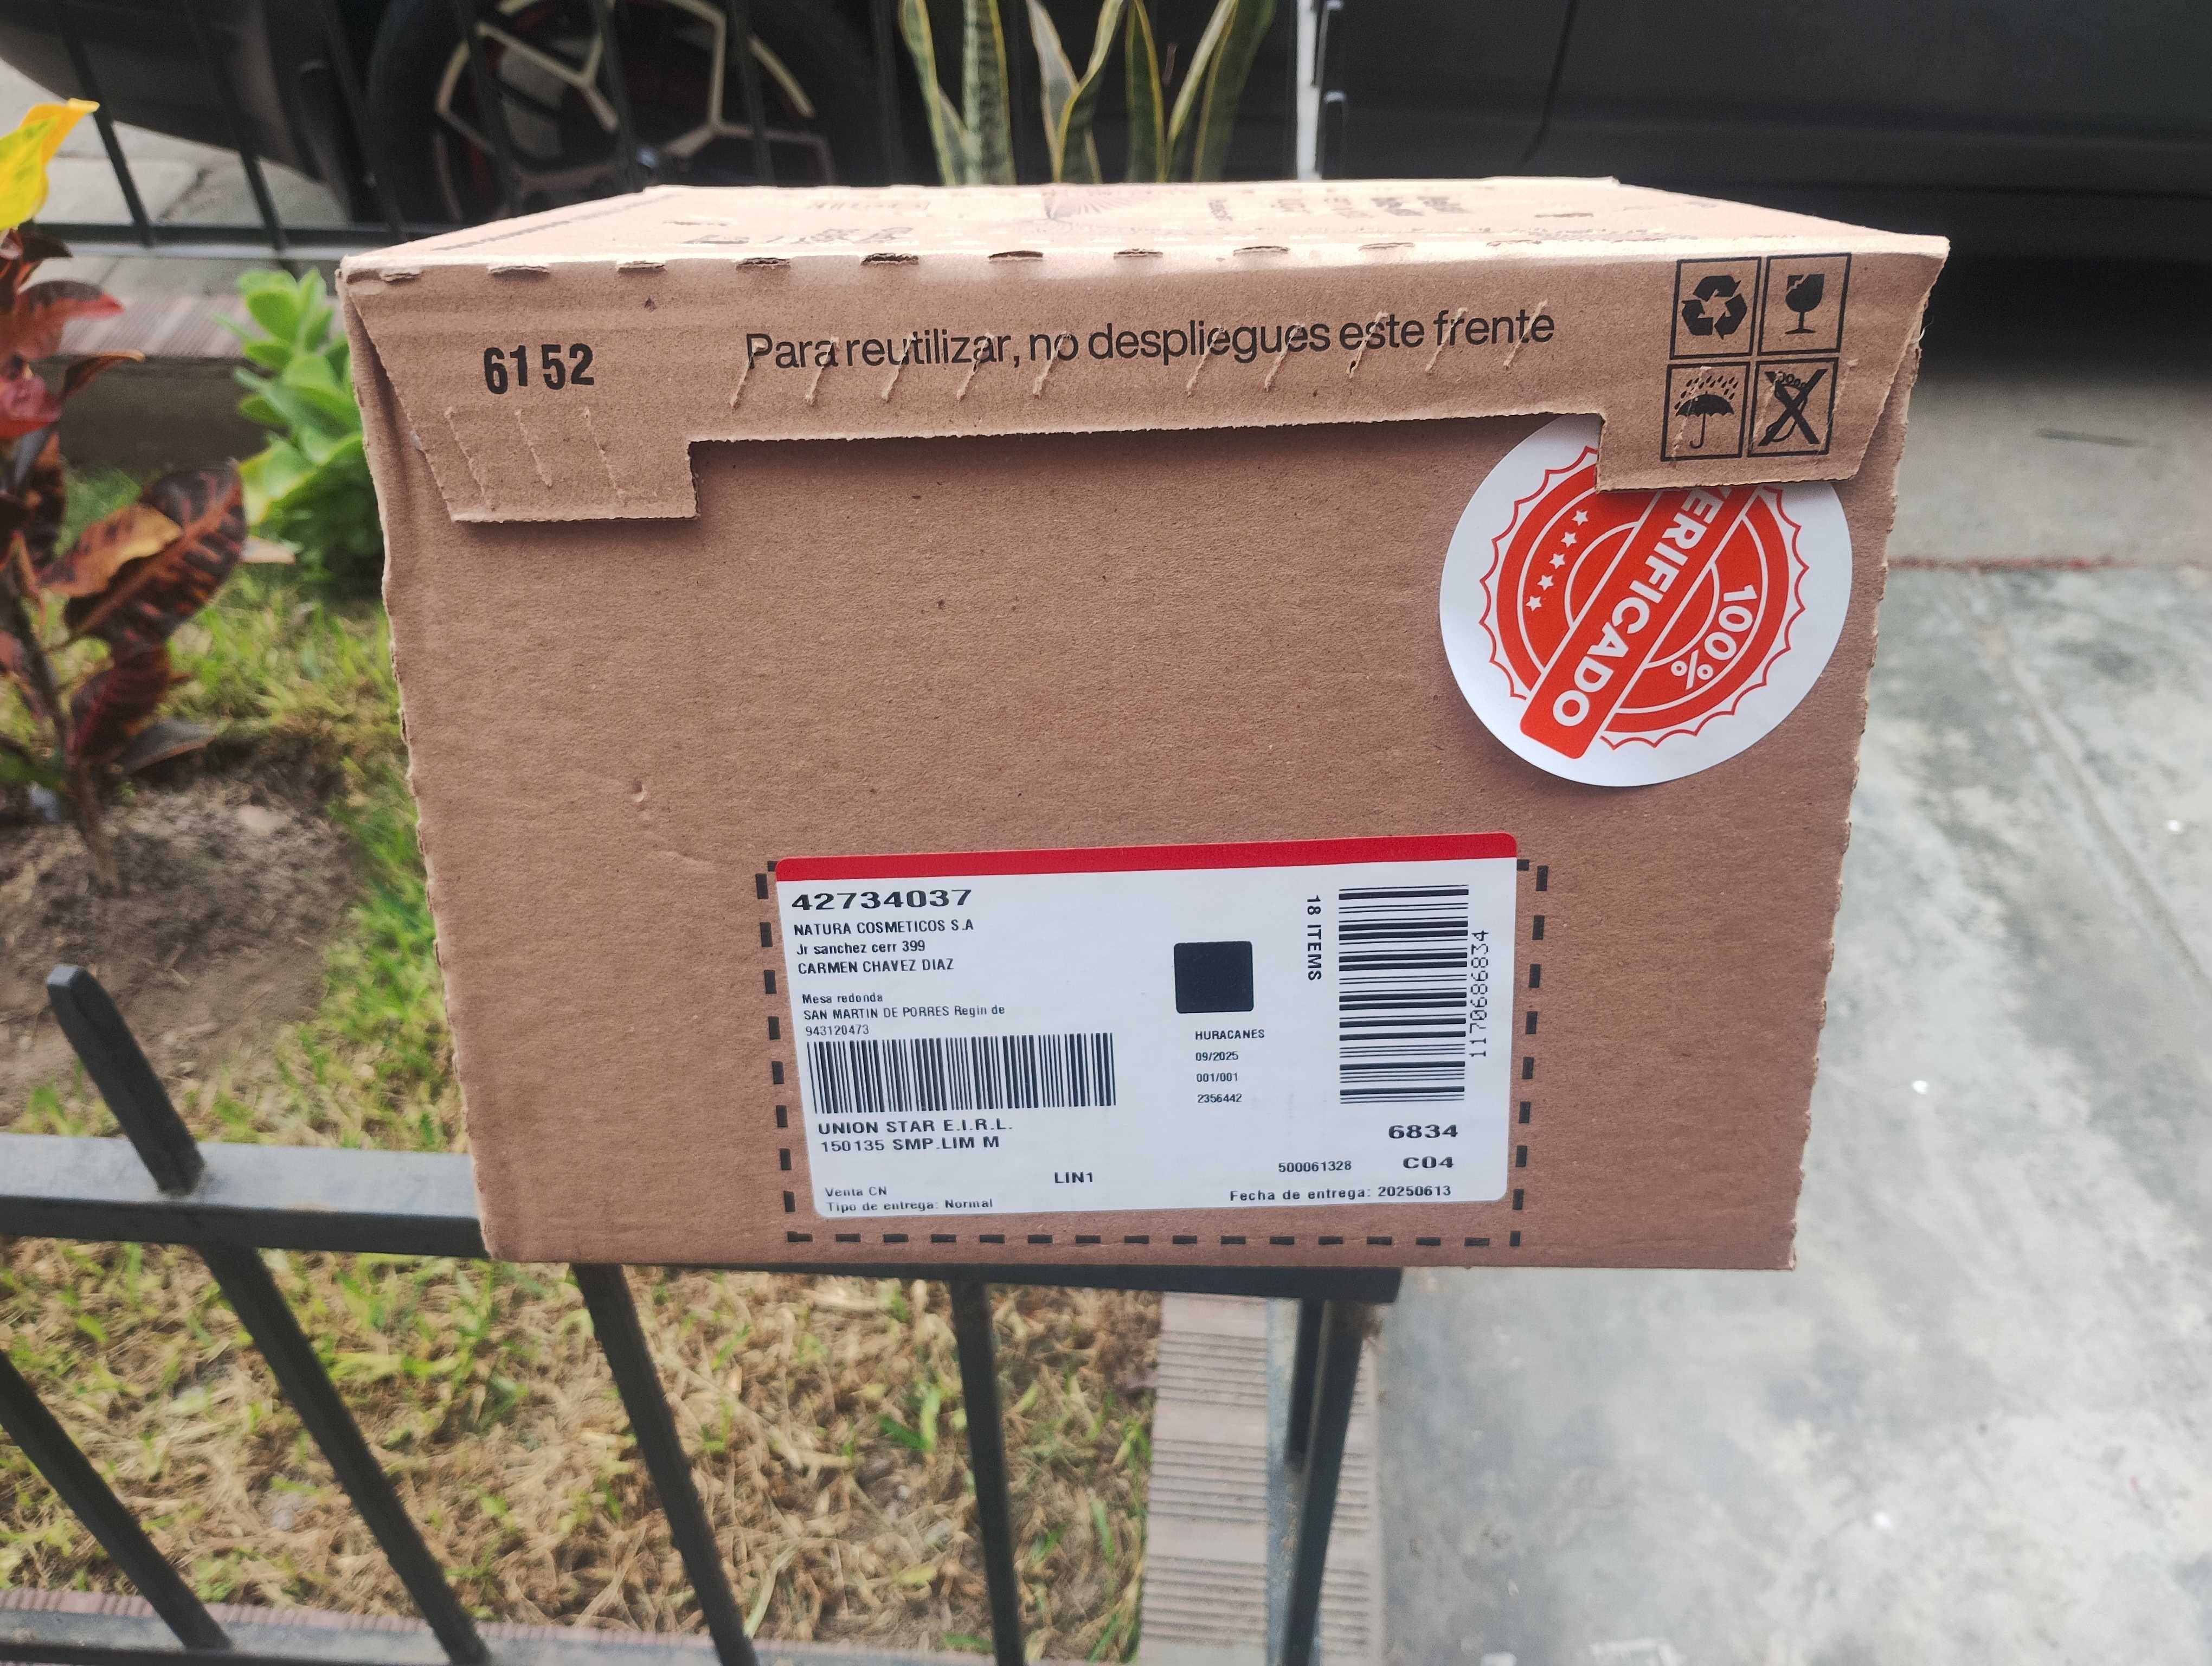 6152
Para reutilizar, no despliegues este frente
VERIFICADO
100%
42734037
NATURA COSMETICOS S.A
Jr sanchez cerr 399
CARMEN CHAVEZ DIAZ
Mesa redonda
SAN MARTIN DE PORRES Regin de
943120473
UNION STAR E.I.R.L.
150135 SMP.LIM M
LIN1
Venta CN
Tipo de entrega: Normal
HURACANES
09/2025
001/001
2356442
18 ITEMS
1170686834
6834
500061328 C04
Fecha de entrega: 20250613